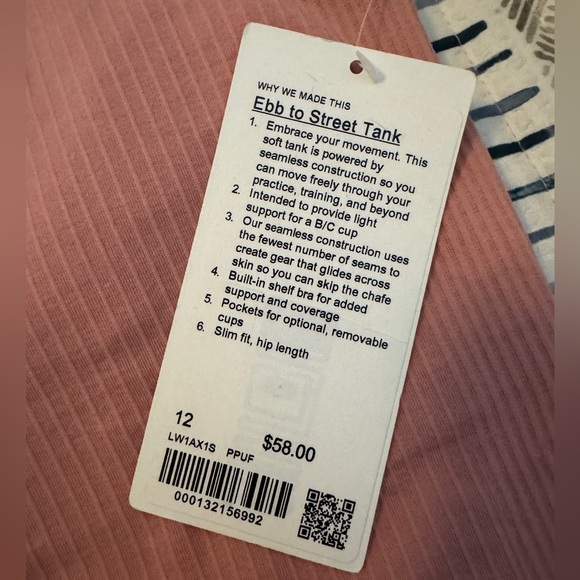 WHY WE MADE THIS
Ebb to Street Tank
1. Embrace your movement. This
soft tank is powered by
seamless construction so you
can move freely through your
practice, training, and beyond
2. Intended to provide light
support for a B/C cup
3. Our seamless construction uses
the fewest number of seams to
create gear that glides across
skin so you can skip the chafe
4. Built-in shelf bra for added
support and coverage
5. Pockets for optional, removable
cups
6. Slim fit, hip length
12
$58.00
LW1AX1S PPUF
000132156992